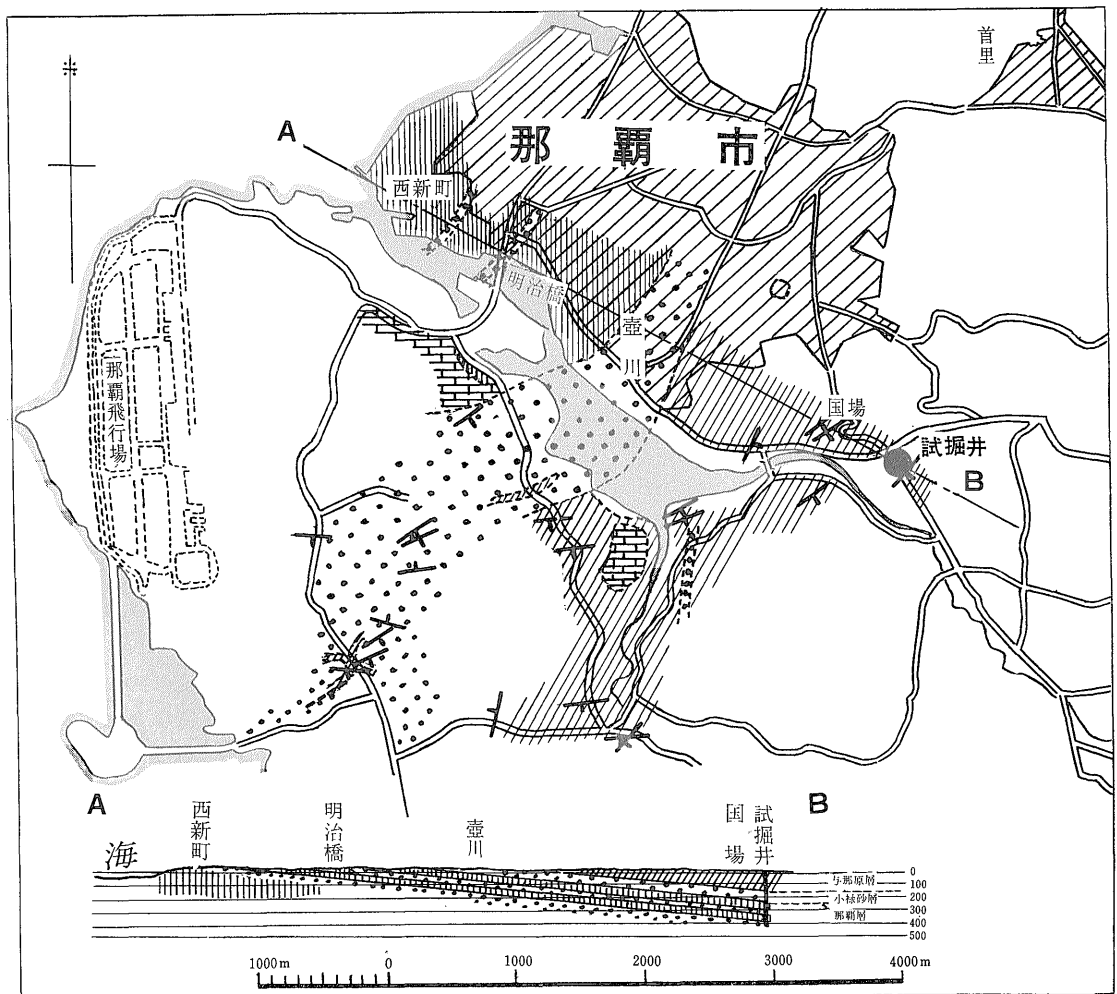 首里
北
A
那覇市
西新町
明治橋
壺川
国場
試掘井
B
那覇飛行場
A
西新町
明治橋
壺川
国場
試掘井
B
海
0
与那原層
100
200
小禄砂層
300
那覇層
400
500
1000m
0
1000
2000
3000
4000m